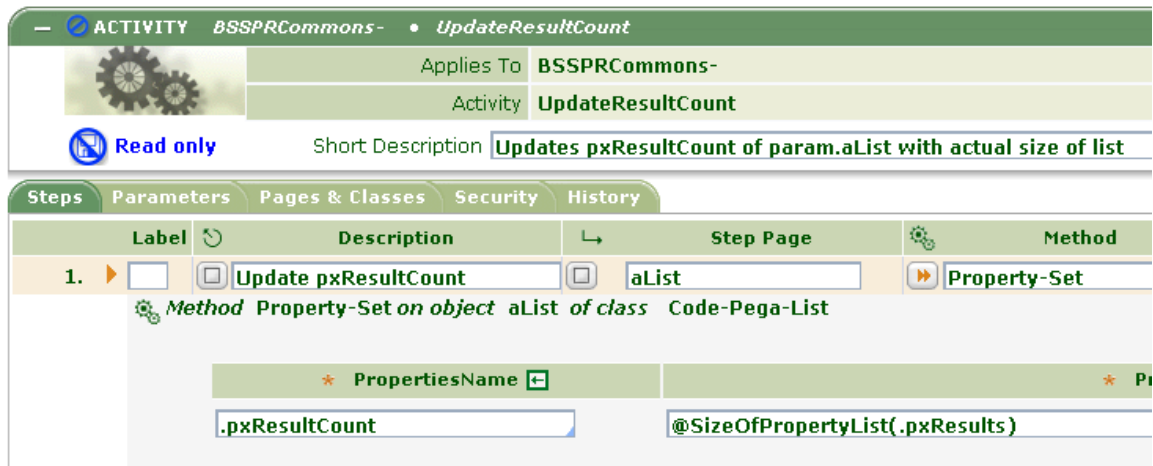 ACTIVITY BSSPRCommons- • UpdateResultCount
Applies To BSSPRCommons-
Activity UpdateResultCount
Read only Short Description Updates pxResultCount of param.aList with actual size of list
Steps Parameters Pages & Classes Security History
Label Description Step Page Method
1. Update pxResultCount aList Property-Set
Method Property-Set on object aList of class Code-Pega-List
* PropertiesName * Pr
.pxResultCount @SizeOfPropertyList(.pxResults)